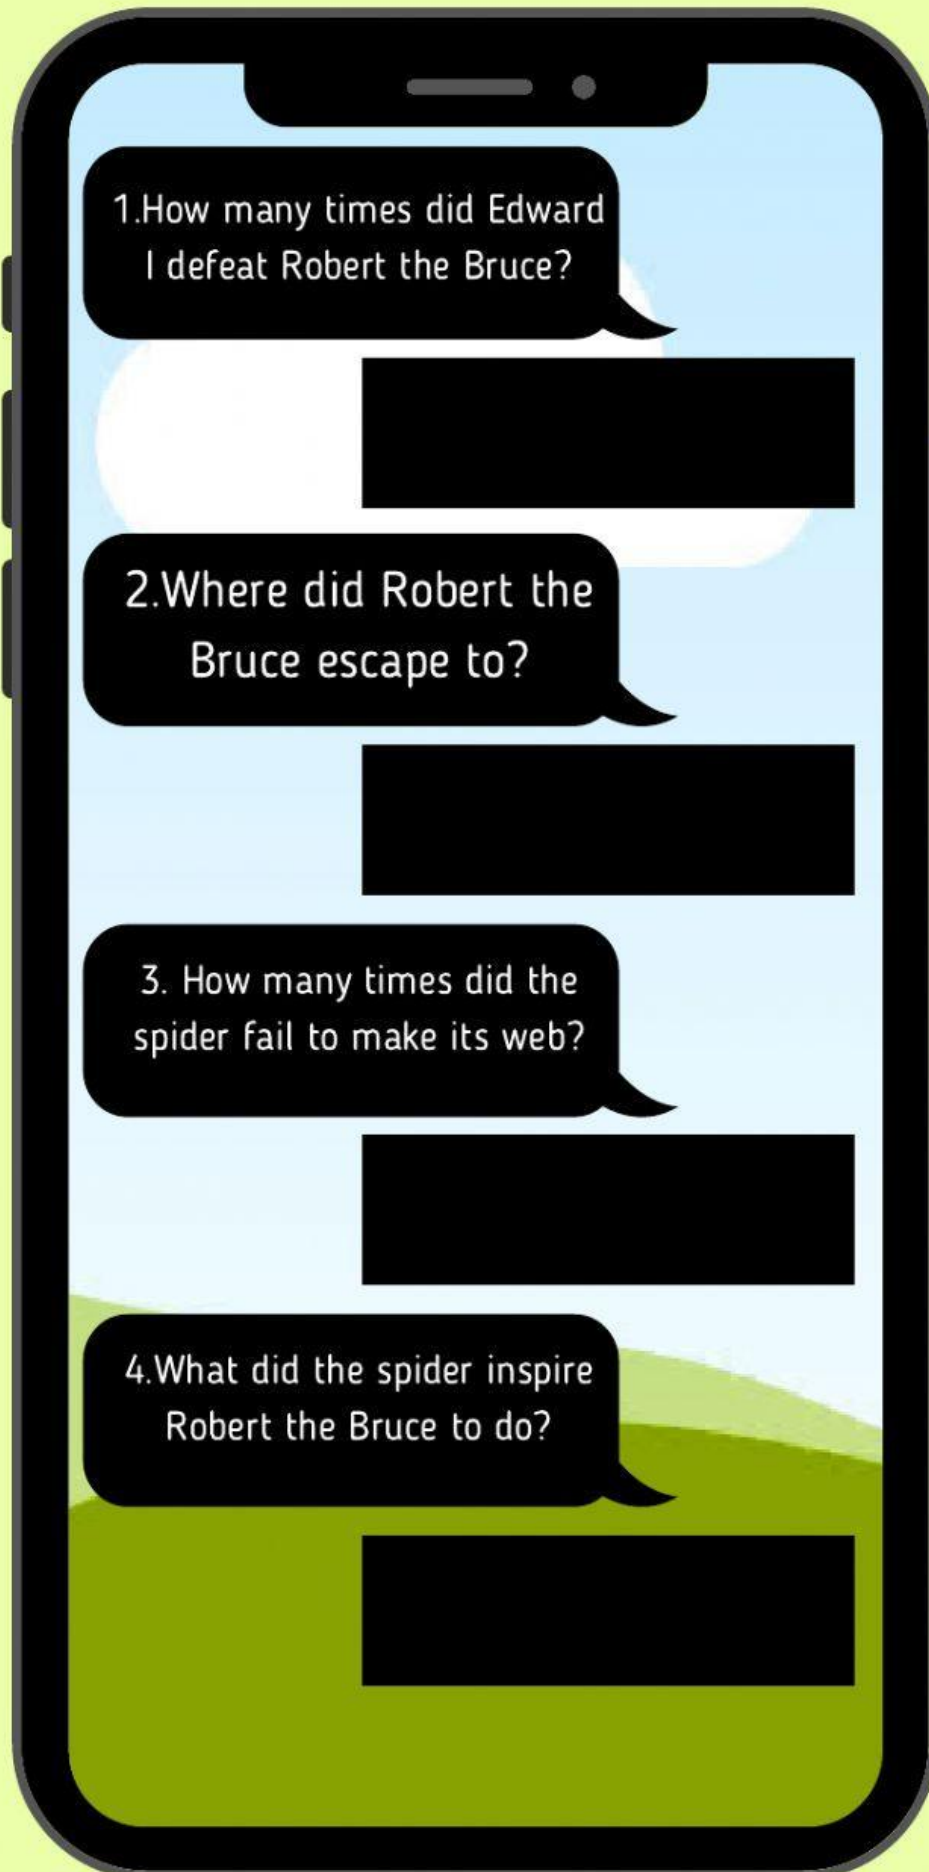 1.How many times did Edward
I defeat Robert the Bruce?
2.Where did Robert the
Bruce escape to?
3. How many times did the
spider fail to make its web?
4.What did the spider inspire
Robert the Bruce to do?